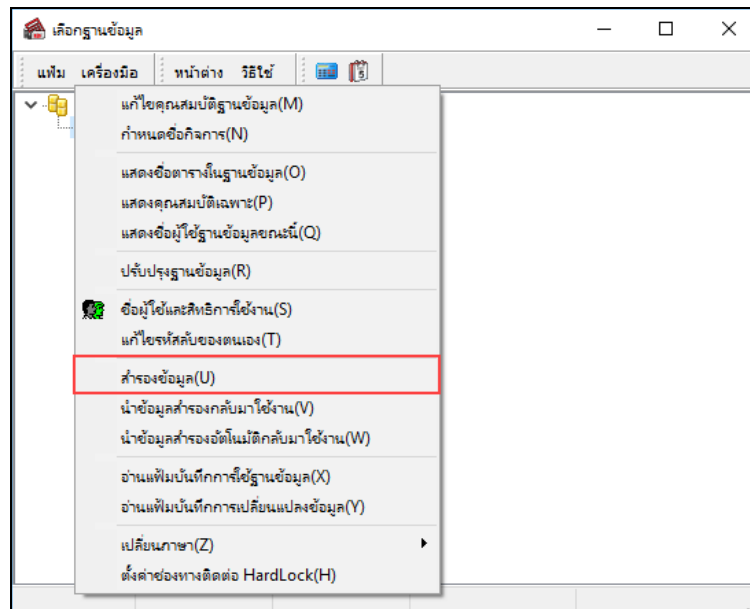 เลือกฐานข้อมูล
แฟ้ม เครื่องมือ หน้าต่าง วิธีใช้
แก้ไขคุณสมบัติฐานข้อมูล(M)
กำหนดชื่อกิจการ(N)
แสดงชื่อตารางในฐานข้อมูล(O)
แสดงคุณสมบัติเฉพาะ(P)
แสดงชื่อผู้ใช้ฐานข้อมูลขณะนี้(Q)
ปรับปรุงฐานข้อมูล(R)
ชื่อผู้ใช้และสิทธิการใช้งาน(S)
แก้ไขรหัสลับของตนเอง(T)
สำรองข้อมูล(U)
นำข้อมูลสำรองกลับมาใช้งาน(V)
นำข้อมูลสำรองอัตโนมัติกลับมาใช้งาน(W)
อ่านแฟ้มบันทึกการใช้ฐานข้อมูล(X)
อ่านแฟ้มบันทึกการเปลี่ยนแปลงข้อมูล(Y)
เปลี่ยนภาษา(Z)
ตั้งค่าช่องทางติดต่อ HardLock(H)